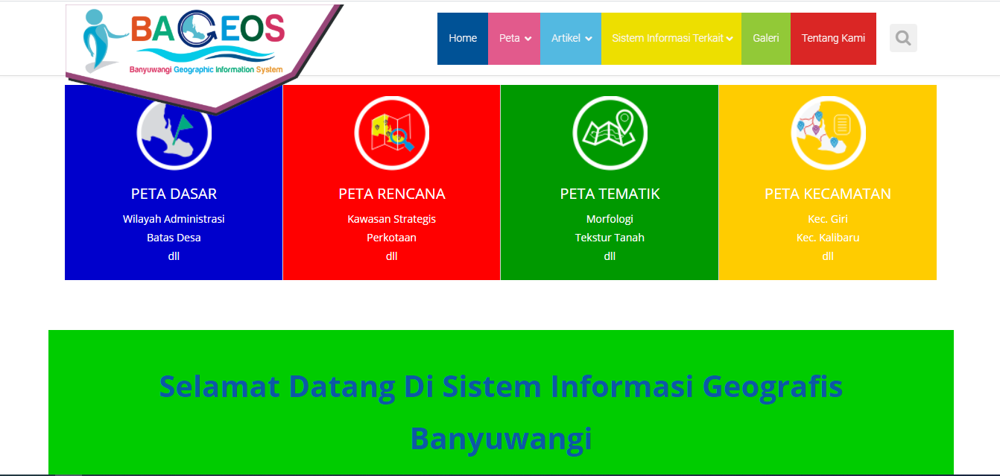 BAGEOS
Banyuwangi Geographic Information System
Home
Peta
Artikel
Sistem Informasi Terkait
Galeri
Tentang Kami
PETA DASAR
Wilayah Administrasi
Batas Desa
dll
PETA RENCANA
Kawasan Strategis
Perkotaan
dll
PETA TEMATIK
Morfologi
Tekstur Tanah
dll
PETA KECAMATAN
Kec. Giri
Kec. Kalibaru
dll
Selamat Datang Di Sistem Informasi Geografis
Banyuwangi